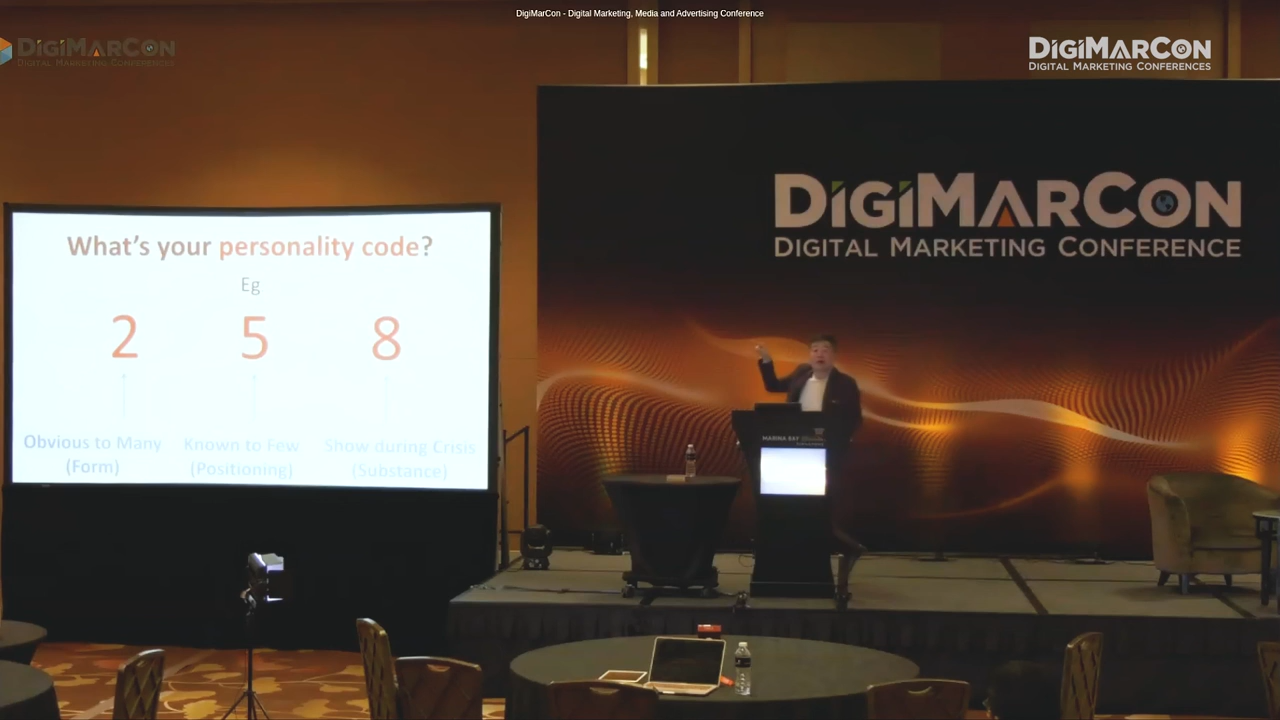 DigiMarCon - Digital Marketing, Media and Advertising Conference
DIGIMARCON
DIGITAL MARKETING CONFERENCES
DIGIMARCON
DIGITAL MARKETING CONFERENCES
DIGIMARCON
DIGITAL MARKETING CONFERENCE
What's your personality code?
Eg
2 5 8
Obvious to Many Known to Few Show during Crisis
(Form) (Positioning) (Substance)
MARINA BAY